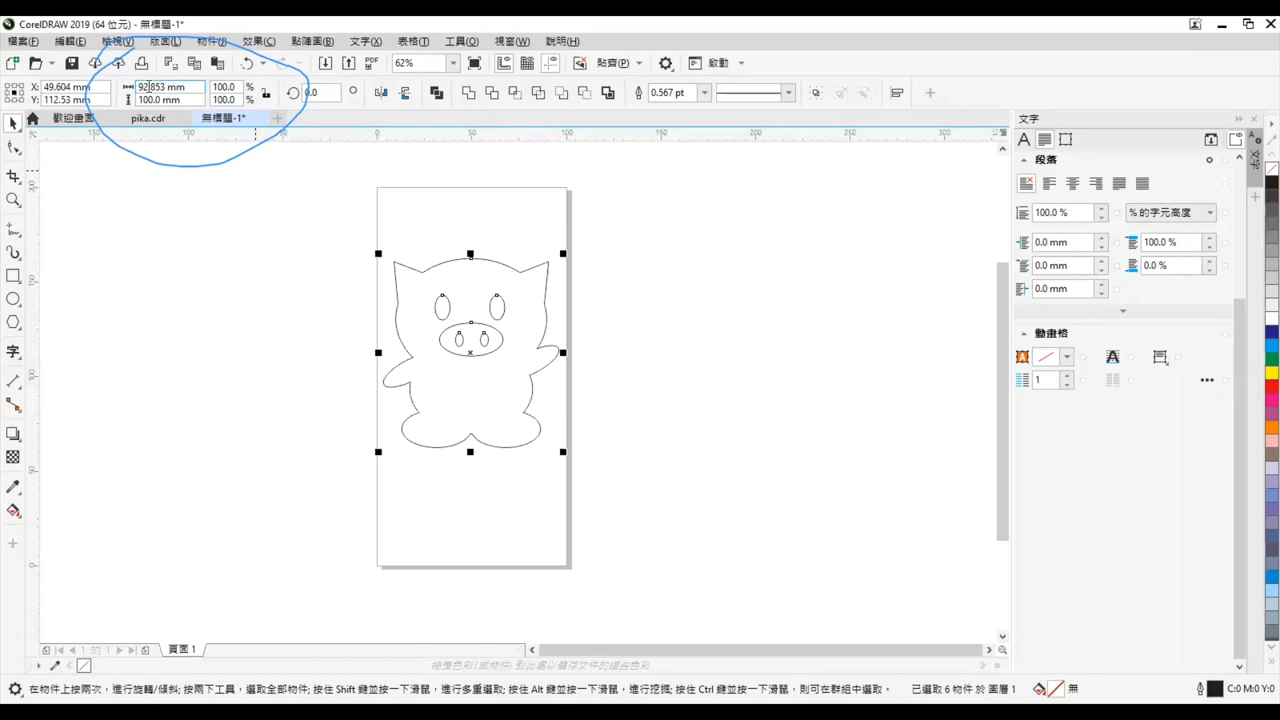 CorelDRAW 2019 (64 位元) - 無標題-1*
檔案(F) 編輯(E) 檢視(V) 版面(L) 物件(J) 效果(C) 點陣圖(B) 文字(X) 表格(T) 工具(O) 視窗(W) 說明(H)
PDF 62% 貼齊(P) 啟動
X: 49.604 mm 92.853 mm 100.0 % 0.0 ° 0.567 pt
Y: 112.53 mm 100.0 mm 100.0 %
歡迎畫面 pika.cdr 無標題-1*
文字
段落
100.0 % % 的字元高度
0.0 mm 100.0 %
0.0 mm 0.0 %
0.0 mm
動畫格
1
頁面 1
在物件上按兩次，進行旋轉/傾斜; 按兩下工具，選取全部物件; 按住 Shift 鍵並按一下滑鼠，進行多重選取; 按住 Alt 鍵並按一下滑鼠，進行挖掘; 按住 Ctrl 鍵並按一下滑鼠，則可在群組中選取。 已選取 6 物件 於 圖層 1 無 C:0 M:0 Y:0